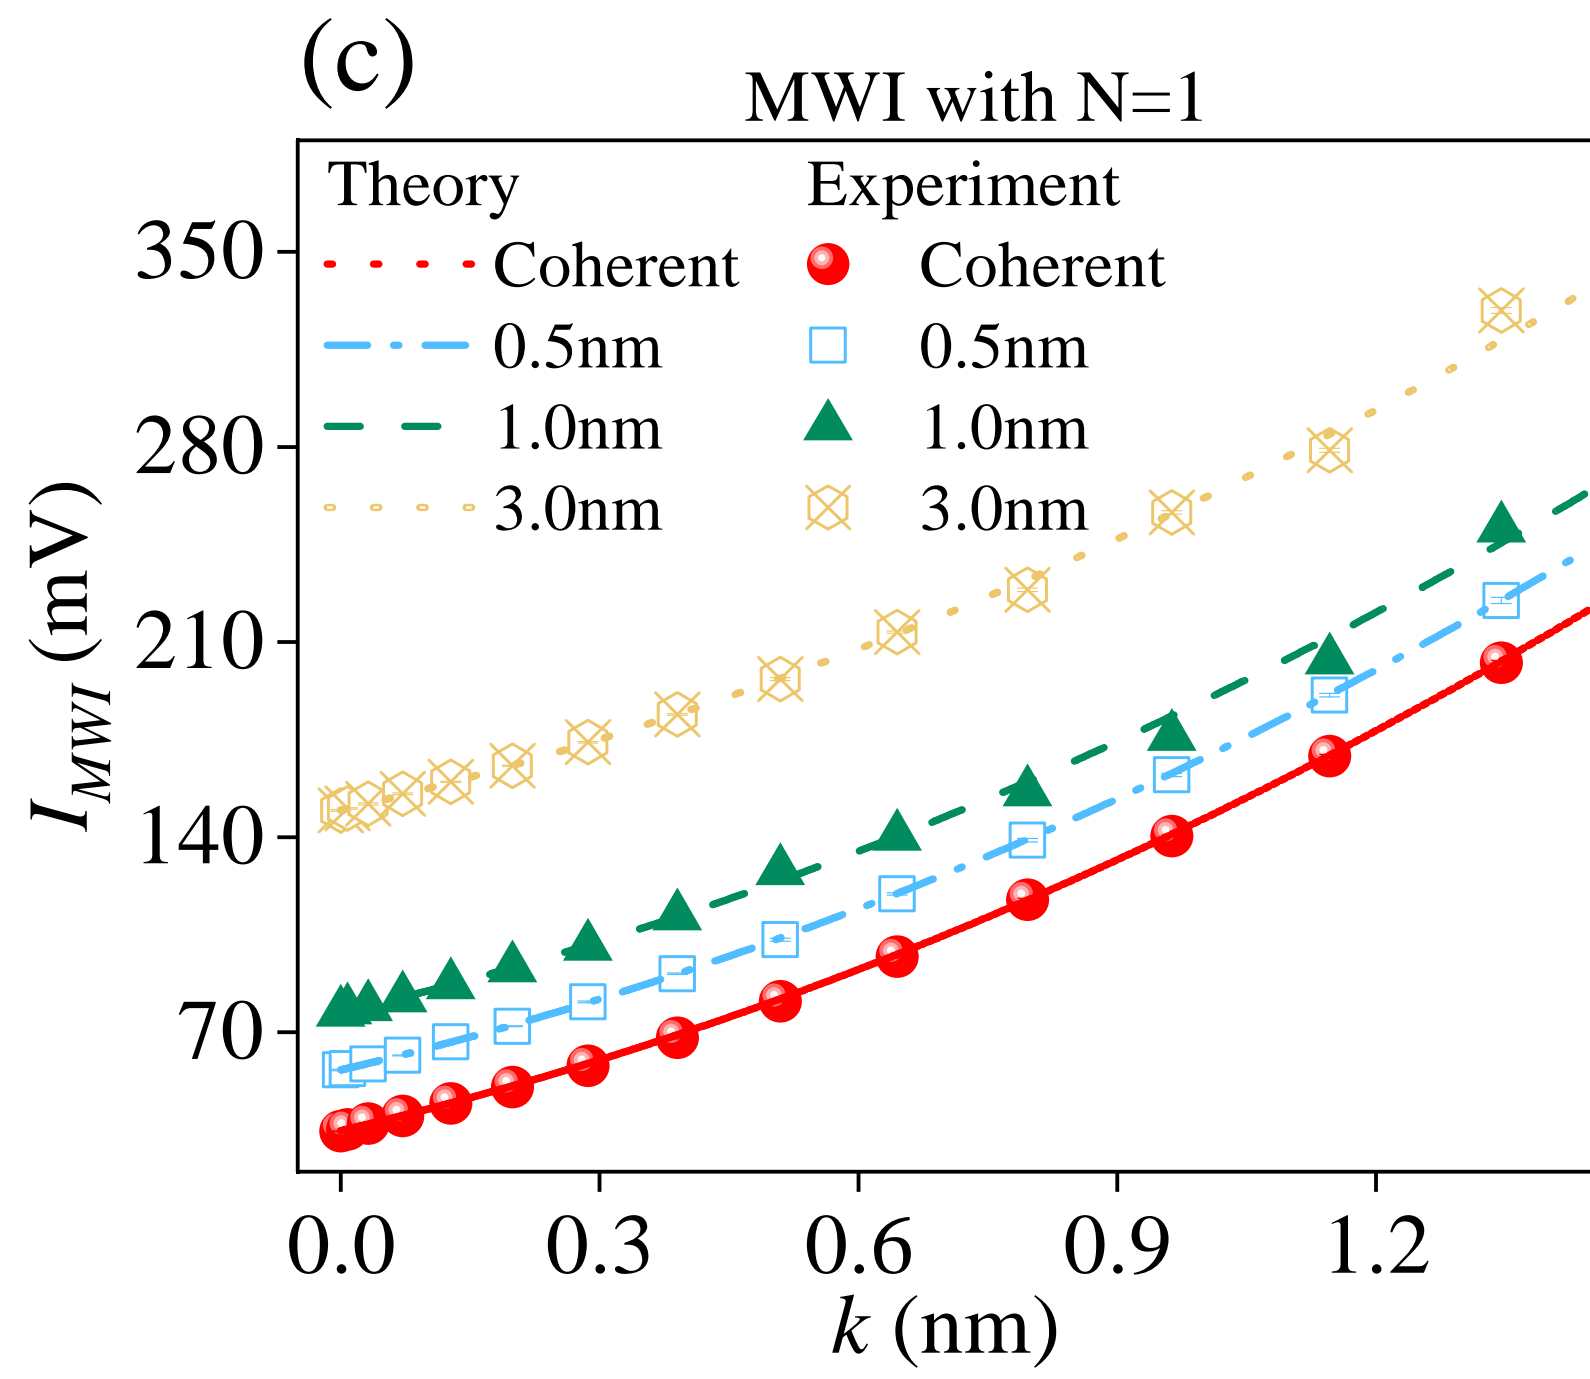 (c)
MWI with N=1
Theory Experiment
Coherent Coherent
0.5nm 0.5nm
1.0nm 1.0nm
3.0nm 3.0nm
350
280
210
140
70
I_MWI (mV)
0.0 0.3 0.6 0.9 1.2
k (nm)